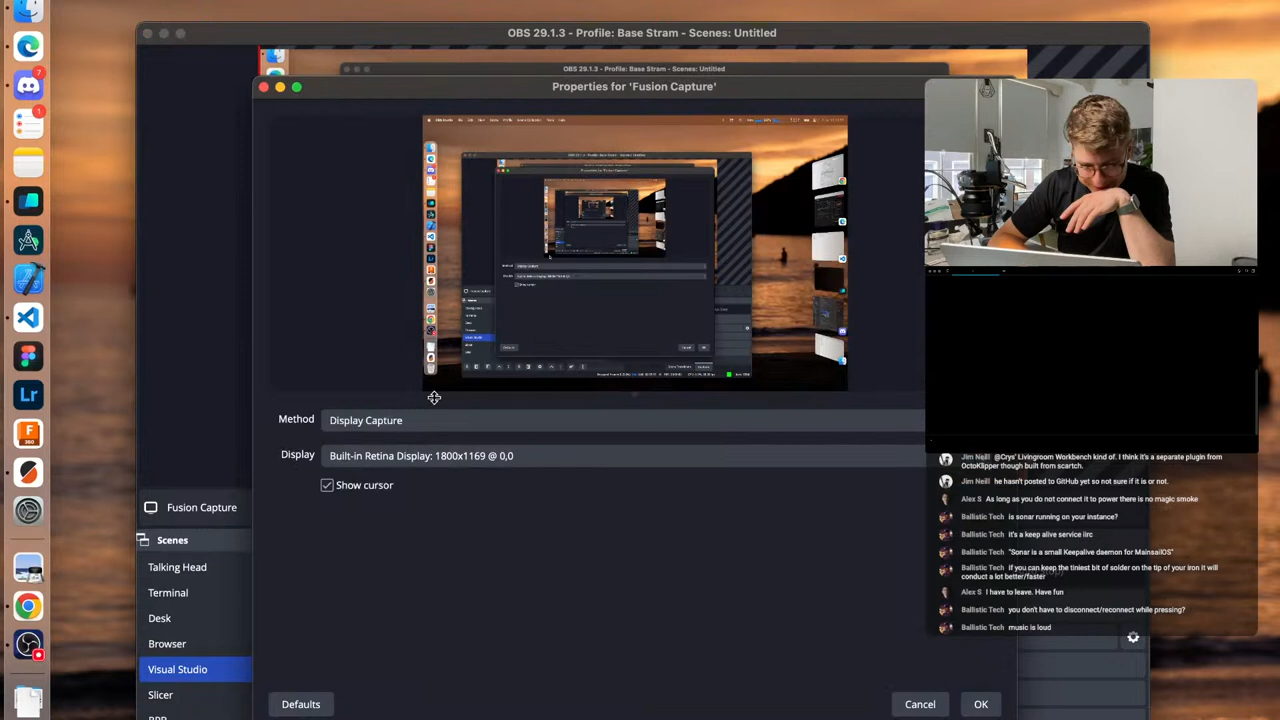 OBS 29.1.3 - Profile: Base Stram - Scenes: Untitled
OBS 29.1.3 - Profile: Base Stram - Scenes: Untitled
Properties for 'Fusion Capture'
7
1
Method
Display Capture
Display
Built-in Retina Display: 1800x1169 @ 0,0
Show cursor
Fusion Capture
Scenes
Talking Head
Terminal
Desk
Browser
Visual Studio
Slicer
Defaults
Cancel
OK
Jim Neill @Crys' Livingroom Workbench kind of. I think it's a separate plugin from
OctoKlipper though built from scartch.
Jim Neill he hasn't posted to GitHub yet so not sure if it is or not.
Alex S As long as you do not connect it to power there is no magic smoke
Ballistic Tech is sonar running on your instance?
Ballistic Tech it's a keep alive service iirc
Ballistic Tech "Sonar is a small Keepalive daemon for MainsailOS"
Ballistic Tech if you can keep the tiniest bit of solder on the tip of your iron it will
conduct a lot better/faster
Alex S I have to leave. Have fun
Ballistic Tech you don't have to disconnect/reconnect while pressing?
Ballistic Tech music is loud